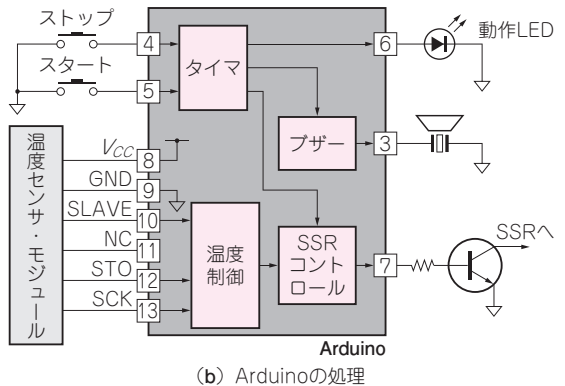 ストップ
4
スタート
5
タイマ
6
動作LED
ブザー
3
温度センサ・モジュール
VCC
8
GND
9
SLAVE
10
NC
11
STO
12
SCK
13
温度
制御
SSR
コント
ロール
7
SSRへ
Arduino
(b) Arduinoの処理